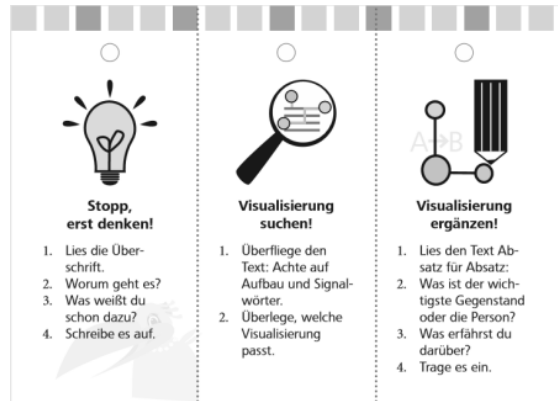 Stopp,
erst denken!
1. Lies die Über-
schrift.
2. Worum geht es?
3. Was weißt du
schon dazu?
4. Schreibe es auf.
Visualisierung
suchen!
1. Überfliege den
Text: Achte auf
Aufbau und Signal-
wörter.
2. Überlege, welche
Visualisierung
passt.
A→B
Visualisierung
ergänzen!
1. Lies den Text Ab-
satz für Absatz:
2. Was ist der wich-
tigste Gegenstand
oder die Person?
3. Was erfährst du
darüber?
4. Trage es ein.